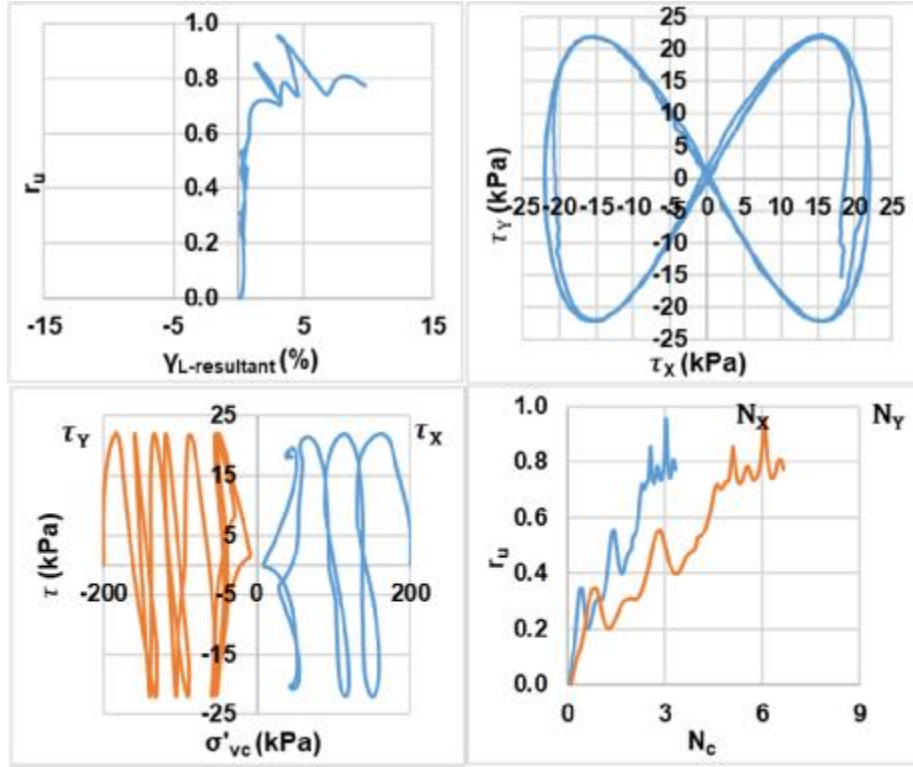 1.0
0.8
0.6
0.4
0.2
0.0
r_u
-15 -5 5 15
γ_L-resultant (%)
25
20
15
10
5
0
-5
-10
-15
-20
-25
τ_Y (kPa)
-25 -20 -15 -10 -5 0 5 10 15 20 25
τ_X (kPa)
τ_Y τ_X
25
15
5
-5
-15
-25
τ (kPa)
-200 0 200
σ'_vc (kPa)
N_X N_Y
1.0
0.8
0.6
0.4
0.2
0.0
r_u
0 3 6 9
N_c